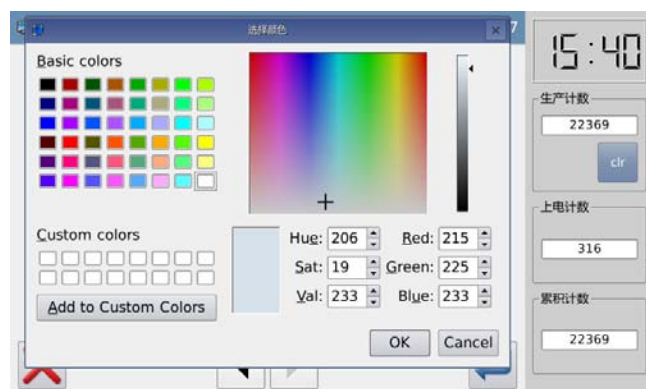 选择颜色
7
Basic colors
Custom colors
Add to Custom Colors
Hue: 206
Red: 215
Sat: 19
Green: 225
Val: 233
Blue: 233
OK
Cancel
15:40
生产计数
22369
clr
上电计数
316
累积计数
22369